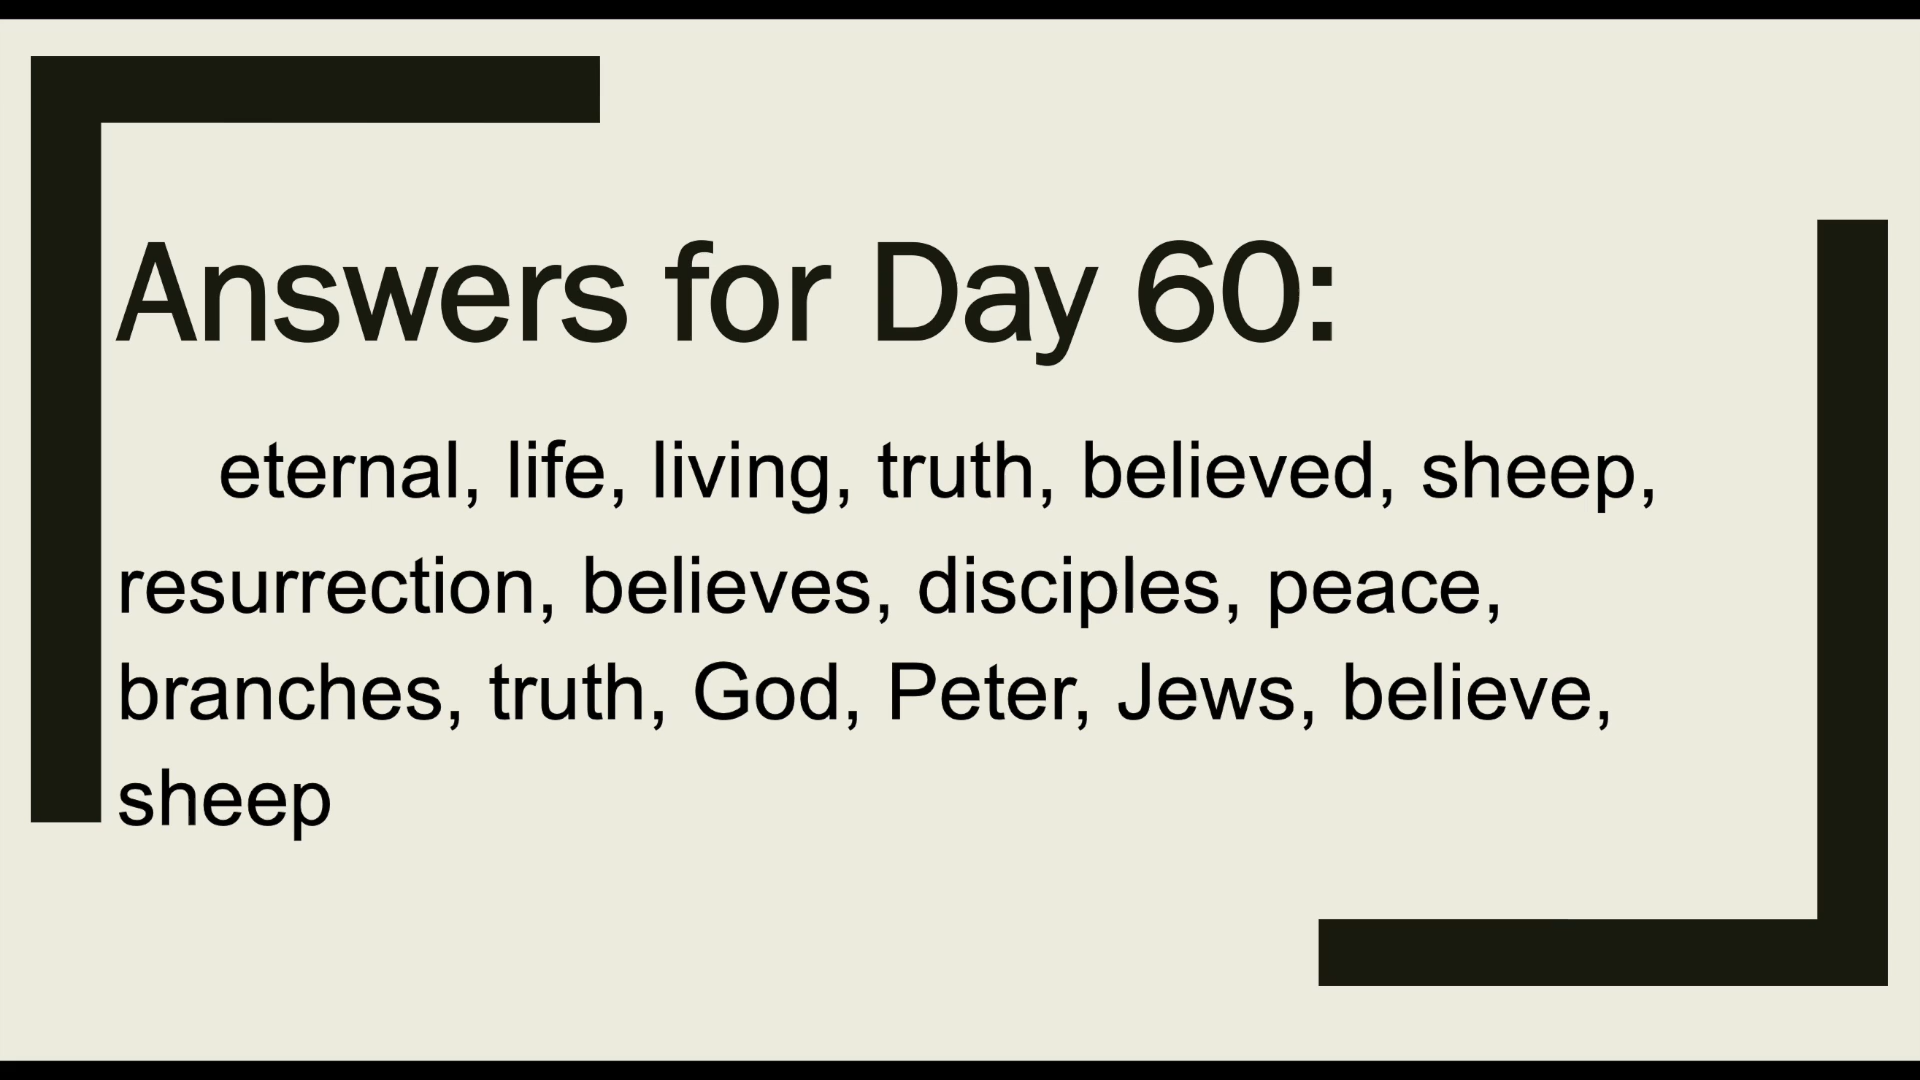 Answers for Day 60:
eternal, life, living, truth, believed, sheep,
resurrection, believes, disciples, peace,
branches, truth, God, Peter, Jews, believe,
sheep